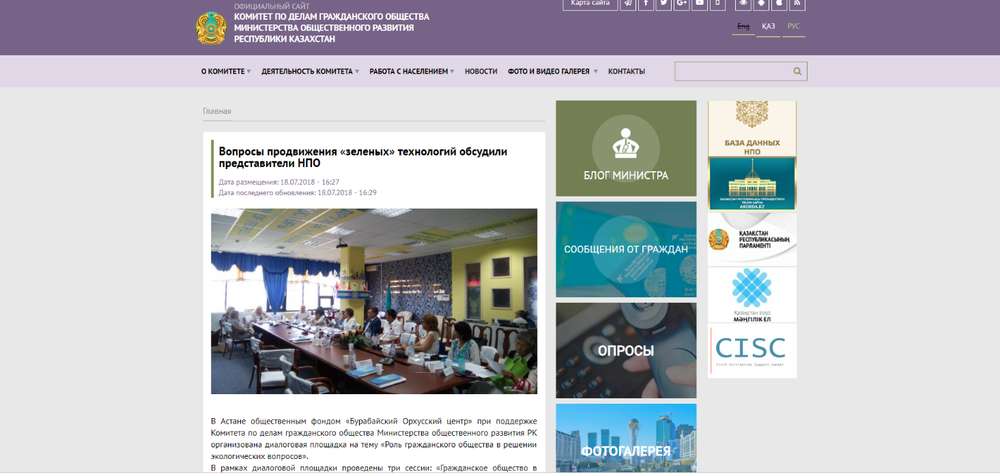 ОФИЦИАЛЬНЫЙ САЙТ
КОМИТЕТ ПО ДЕЛАМ ГРАЖДАНСКОГО ОБЩЕСТВА
МИНИСТЕРСТВА ОБЩЕСТВЕННОГО РАЗВИТИЯ
РЕСПУБЛИКИ КАЗАХСТАН
Карта сайта
Eng ҚАЗ РУС
О КОМИТЕТЕ ДЕЯТЕЛЬНОСТЬ КОМИТЕТА РАБОТА С НАСЕЛЕНИЕМ НОВОСТИ ФОТО И ВИДЕО ГАЛЕРЕЯ КОНТАКТЫ
Главная
Вопросы продвижения «зеленых» технологий обсудили
представители НПО
Дата размещения: 18.07.2018 - 16:27
Дата последнего обновления: 18.07.2018 - 16:29
В Астане общественным фондом «Бурабайский Орхусский центр» при поддержке
Комитета по делам гражданского общества Министерства общественного развития РК
организована диалоговая площадка на тему «Роль гражданского общества в решении
экологических вопросов».
В рамках диалоговой площадки проведены три сессии: «Гражданское общество в
БЛОГ МИНИСТРА
СООБЩЕНИЯ ОТ ГРАЖДАН
ОПРОСЫ
ФОТОГАЛЕРЕЯ
БАЗА ДАННЫХ
НПО
ҚАЗАҚСТАН РЕСПУБЛИКАСЫ ПРЕЗИДЕНТІНІҢ
РЕСМИ САЙТЫ
AKORDA.KZ
ҚАЗАҚСТАН
РЕСПУБЛИКАСЫНЫҢ
ПАРЛАМЕНТІ
Қазақстан 2050
МӘҢГІЛІК ЕЛ
CISC
Civil Initiatives Support Center